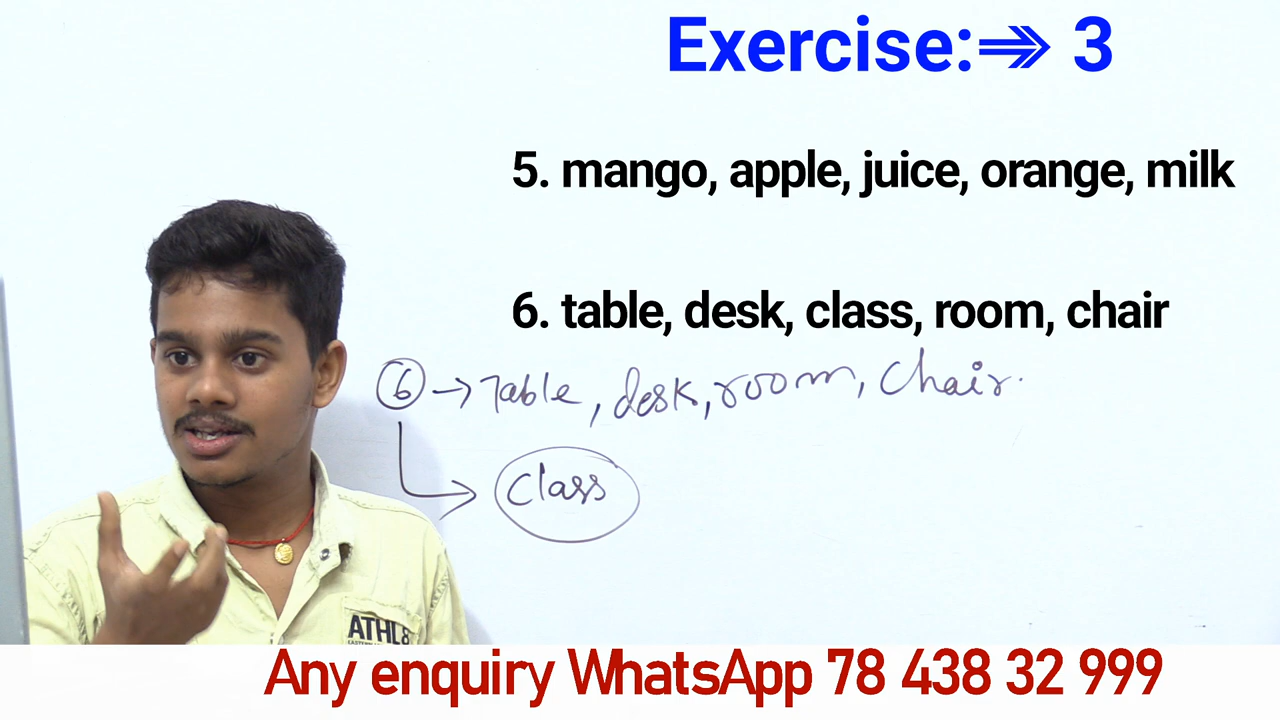 Exercise:⇛ 3
5. mango, apple, juice, orange, milk
6. table, desk, class, room, chair
6 → Table, desk, room, Chair.
class
ATHL8
Any enquiry WhatsApp 78 438 32 999